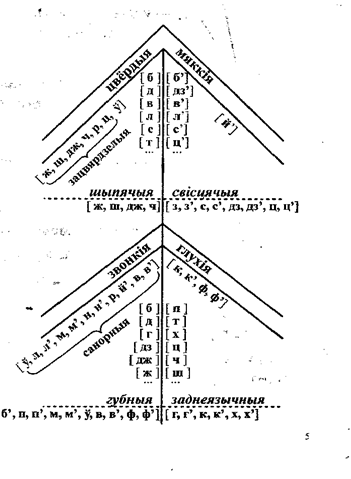 цвёрдыя мяккія
[ б ] [ б’ ]
[ д ] [ дз’ ]
[ в ] [ в’ ]
[ л ] [ л’ ]
[ с ] [ с’ ]
[ т ] [ ц’ ]
... ...
[ ж, ш, дж, ч, р, ц, ў ]
зацвярдзелыя
[ й’ ]
шыпячыя свісцячыя
[ ж, ш, дж, ч ] [ з, з’, с, с’, дз, дз’, ц, ц’ ]
звонкія глухія
[ к, к’, ф, ф’ ]
[ ў, л, л’, м, м’, н, н’, р, й’, в, в’ ]
санорныя
[ б ] [ п ]
[ д ] [ т ]
[ г ] [ х ]
[ дз ] [ ц ]
[ дж ] [ ч ]
[ ж ] [ ш ]
... ...
губныя заднеязычныя
б’, п, п’, м, м’, ў, в, в’, ф, ф’ ] [ г, г’, к, к’, х, х’ ]
5